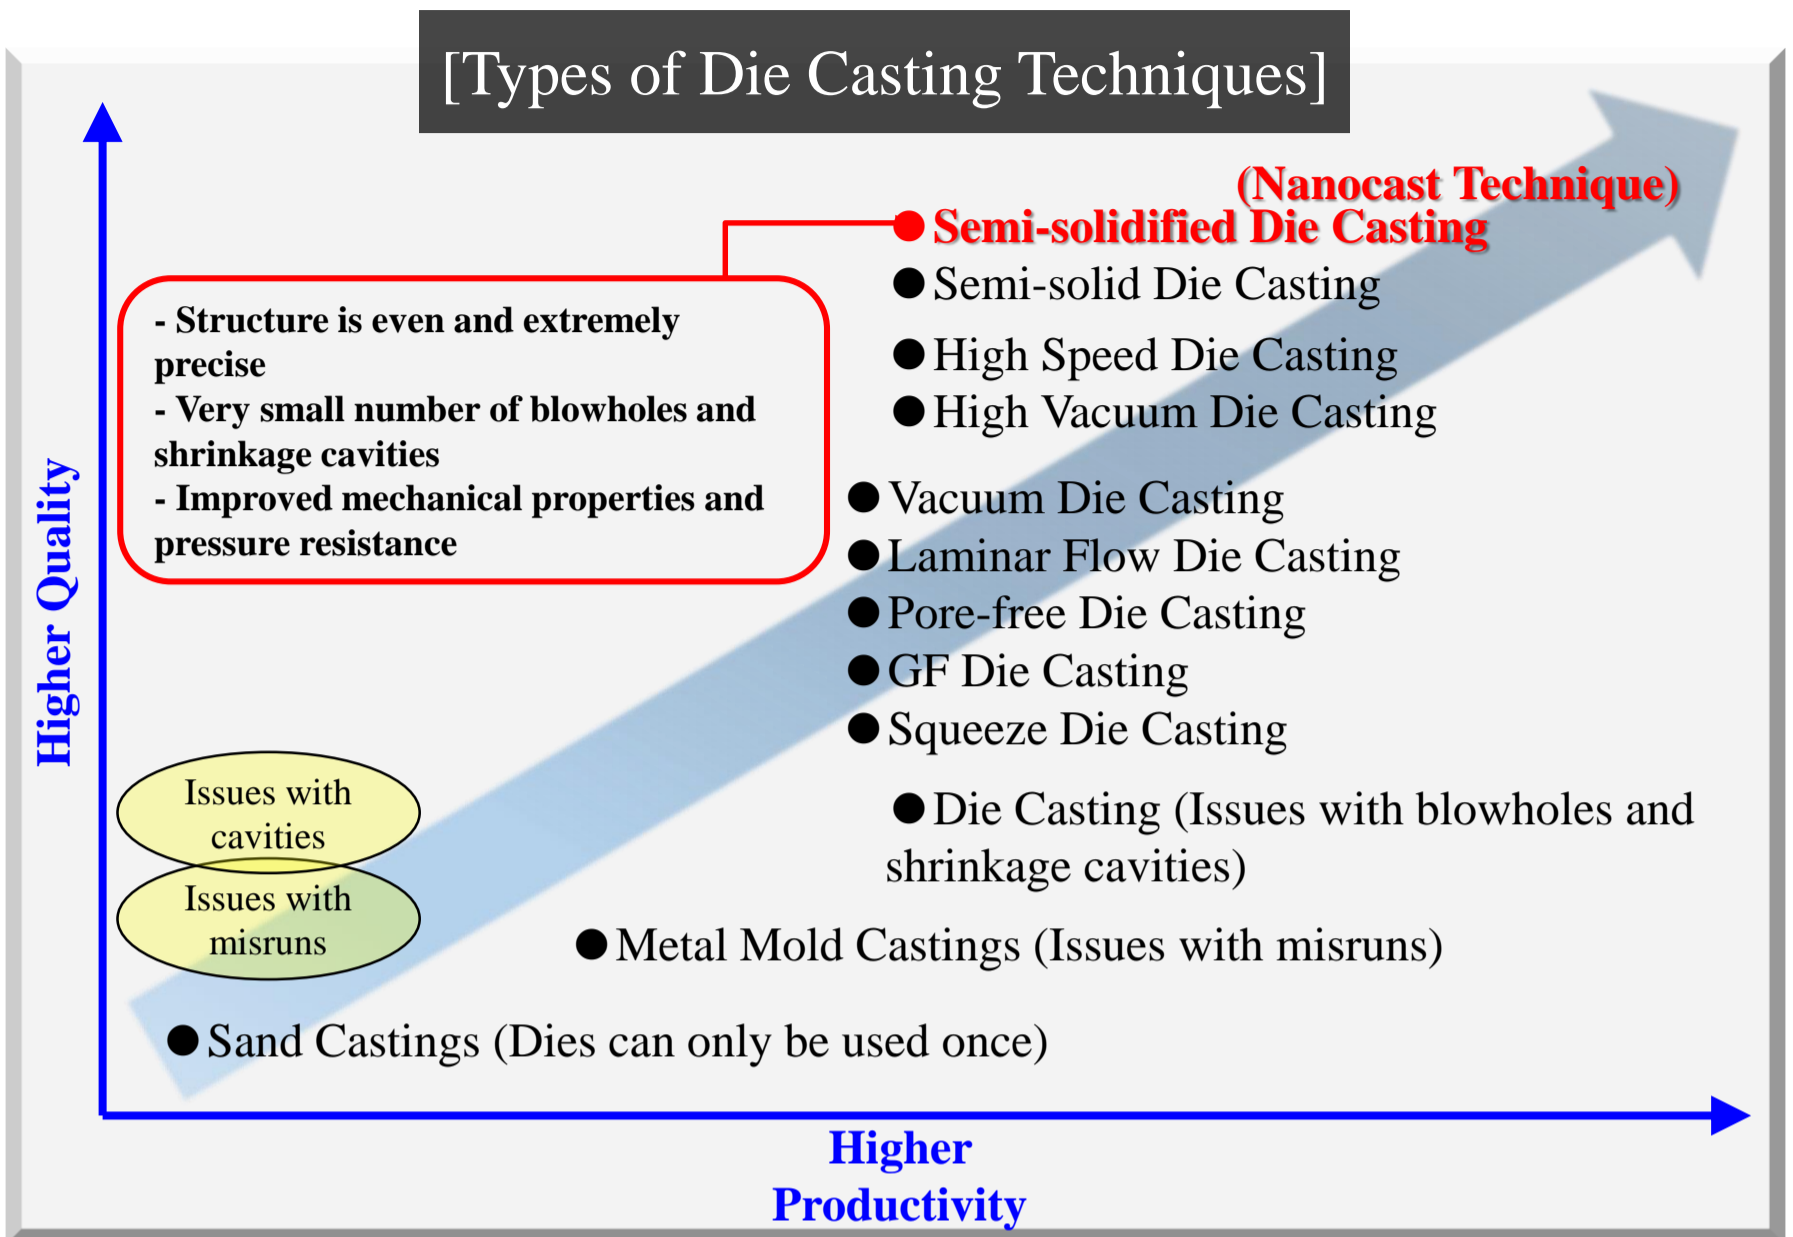 [Types of Die Casting Techniques]
(Nanocast Technique)
● Semi-solidified Die Casting
● Semi-solid Die Casting
● High Speed Die Casting
● High Vacuum Die Casting
- Structure is even and extremely
precise
- Very small number of blowholes and
shrinkage cavities
- Improved mechanical properties and
pressure resistance
● Vacuum Die Casting
● Laminar Flow Die Casting
● Pore-free Die Casting
● GF Die Casting
● Squeeze Die Casting
Higher Quality
Issues with
cavities
Issues with
misruns
● Die Casting (Issues with blowholes and
shrinkage cavities)
● Metal Mold Castings (Issues with misruns)
● Sand Castings (Dies can only be used once)
Higher
Productivity